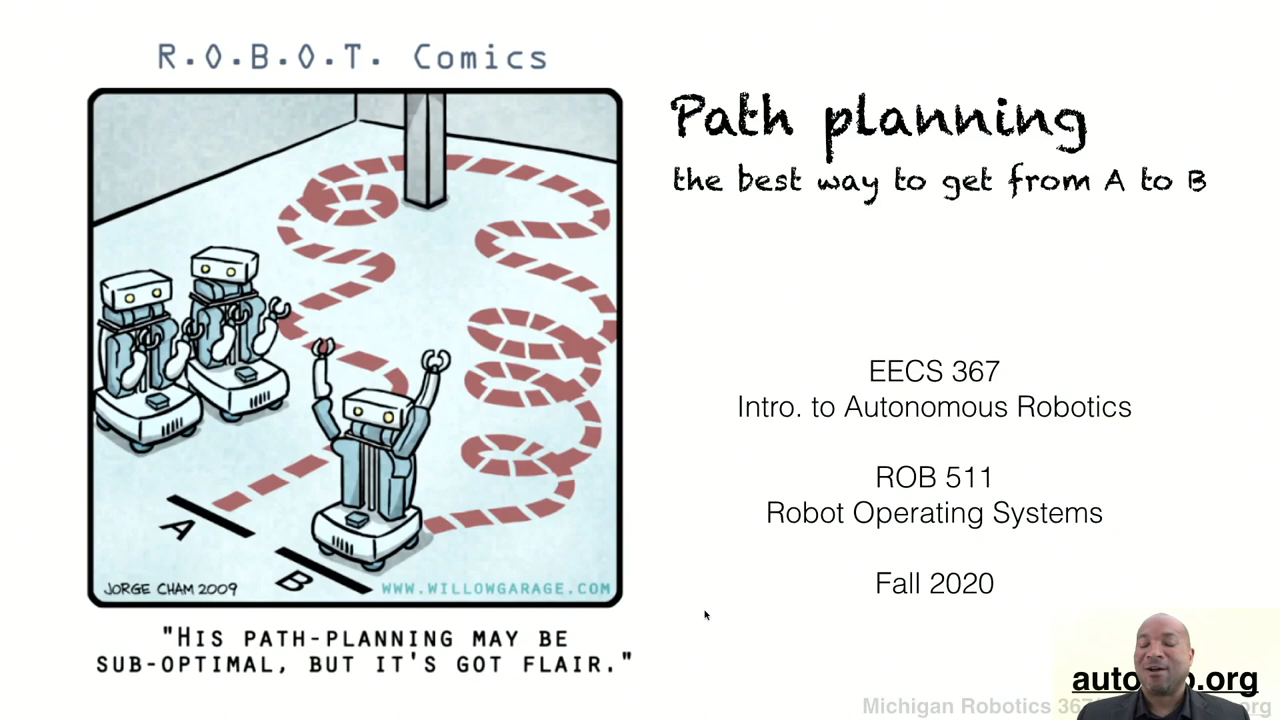 R.O.B.O.T. Comics
A
B
JORGE CHAM 2009
WWW.WILLOWGARAGE.COM
"HIS PATH-PLANNING MAY BE
SUB-OPTIMAL, BUT IT'S GOT FLAIR."
Path planning
the best way to get from A to B
EECS 367
Intro. to Autonomous Robotics
ROB 511
Robot Operating Systems
Fall 2020
Michigan Robotics